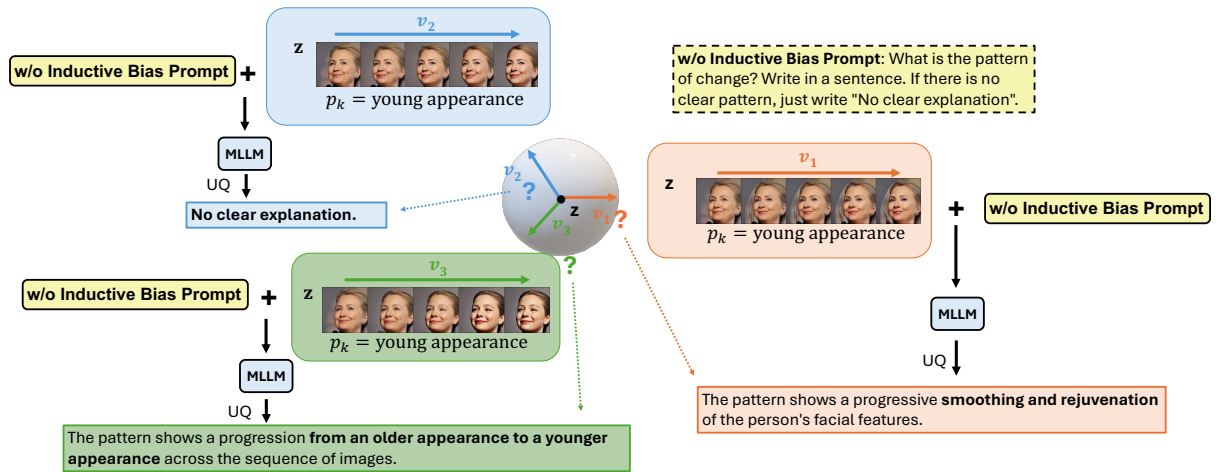 v₂
z
w/o Inductive Bias Prompt +
pₖ = young appearance
MLLM
UQ
No clear explanation.
w/o Inductive Bias Prompt: What is the pattern
of change? Write in a sentence. If there is no
clear pattern, just write "No clear explanation".
v₂
?
z
v₁
?
v₃
?
v₁
z
pₖ = young appearance
+ w/o Inductive Bias Prompt
MLLM
UQ
The pattern shows a progressive smoothing and rejuvenation
of the person's facial features.
v₃
z
w/o Inductive Bias Prompt +
pₖ = young appearance
MLLM
UQ
The pattern shows a progression from an older appearance to a younger
appearance across the sequence of images.